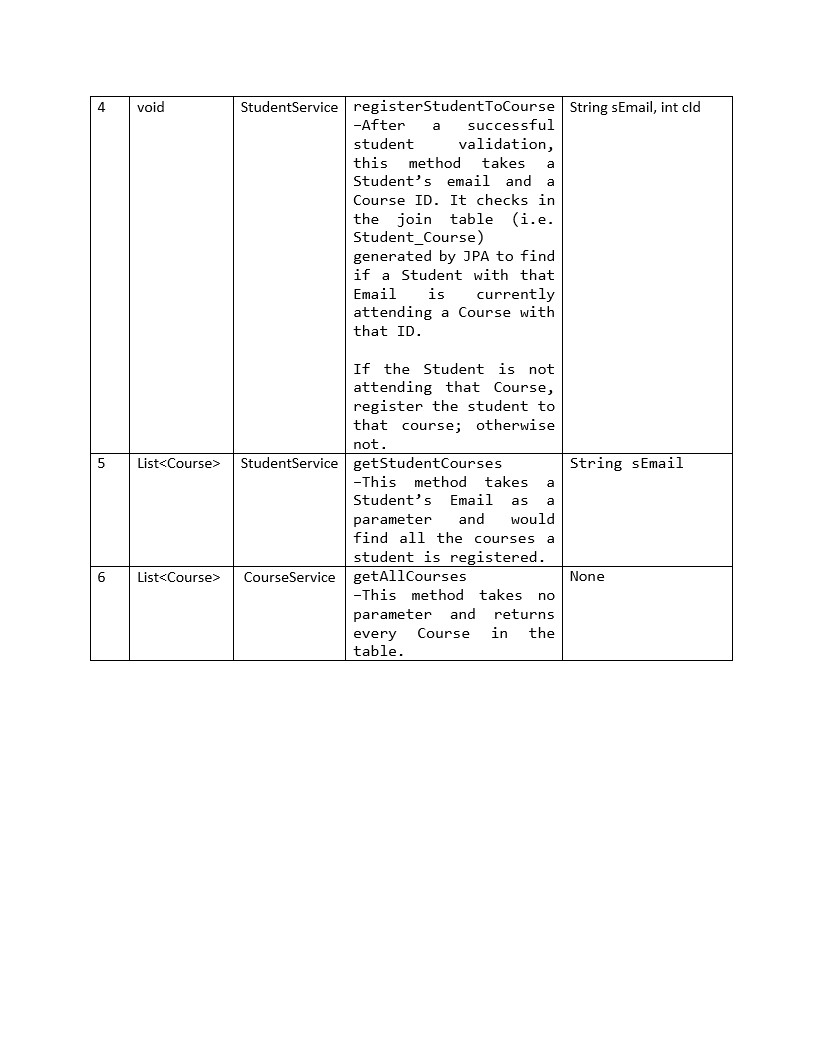 4 void StudentService registerStudentToCourse String sEmail, int cId
–After a successful
student validation,
this method takes a
Student’s email and a
Course ID. It checks in
the join table (i.e.
Student_Course)
generated by JPA to find
if a Student with that
Email is currently
attending a Course with
that ID.
If the Student is not
attending that Course,
register the student to
that course; otherwise
not.
5 List<Course> StudentService getStudentCourses String sEmail
–This method takes a
Student’s Email as a
parameter and would
find all the courses a
student is registered.
6 List<Course> CourseService getAllCourses None
–This method takes no
parameter and returns
every Course in the
table.